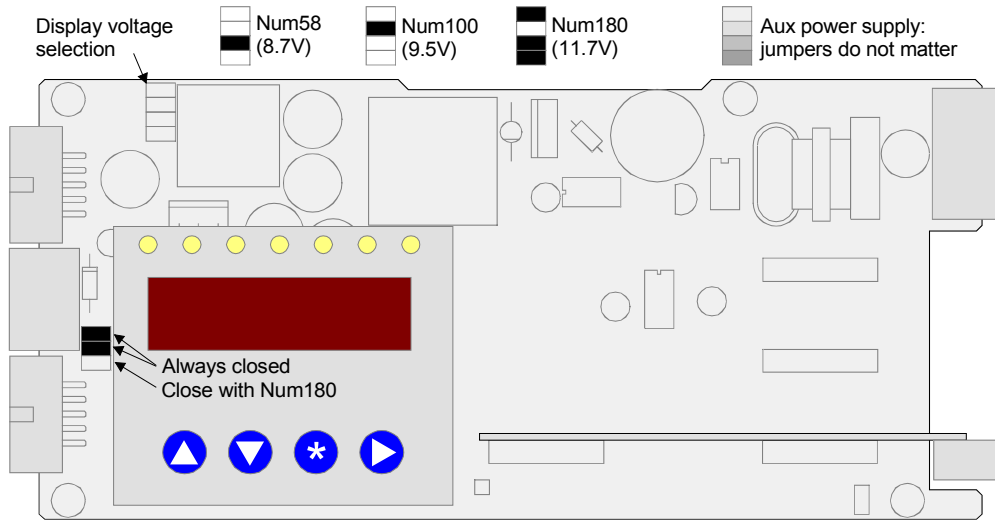 Display voltage
selection
Num58
(8.7V)
Num100
(9.5V)
Num180
(11.7V)
Aux power supply:
jumpers do not matter
Always closed
Close with Num180
*